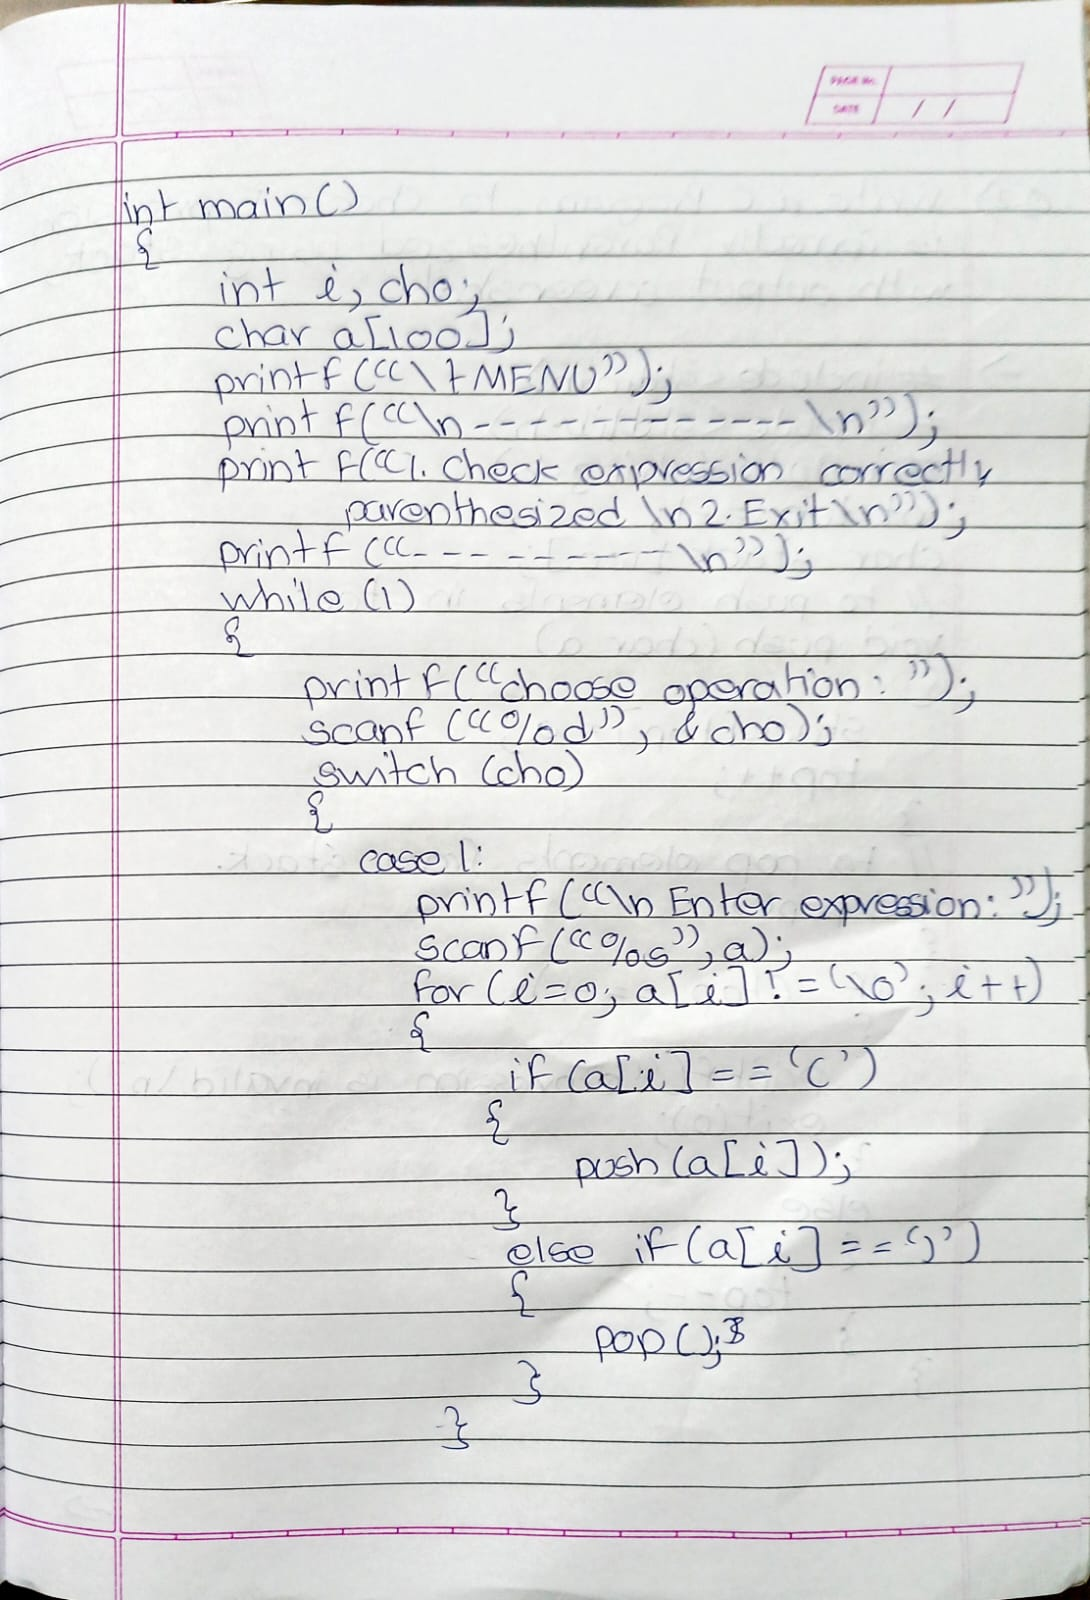 PAGE No.
DATE / /
int main()
{
int i, cho;
char a[100];
printf("\tMENU");
printf("\n-------------\n");
printf("1. Check expression correctly
parenthesized \n2. Exit\n");
printf("----------\n");
while (1)
{
printf("choose operation: ");
scanf("%d", &cho);
switch (cho)
{
case 1:
printf("\n Enter expression: ");
scanf("%s", a);
for (i=0; a[i] != '\0'; i++)
{
if (a[i] == '(')
{
push(a[i]);
}
else if (a[i] == ')')
{
pop();
}
}